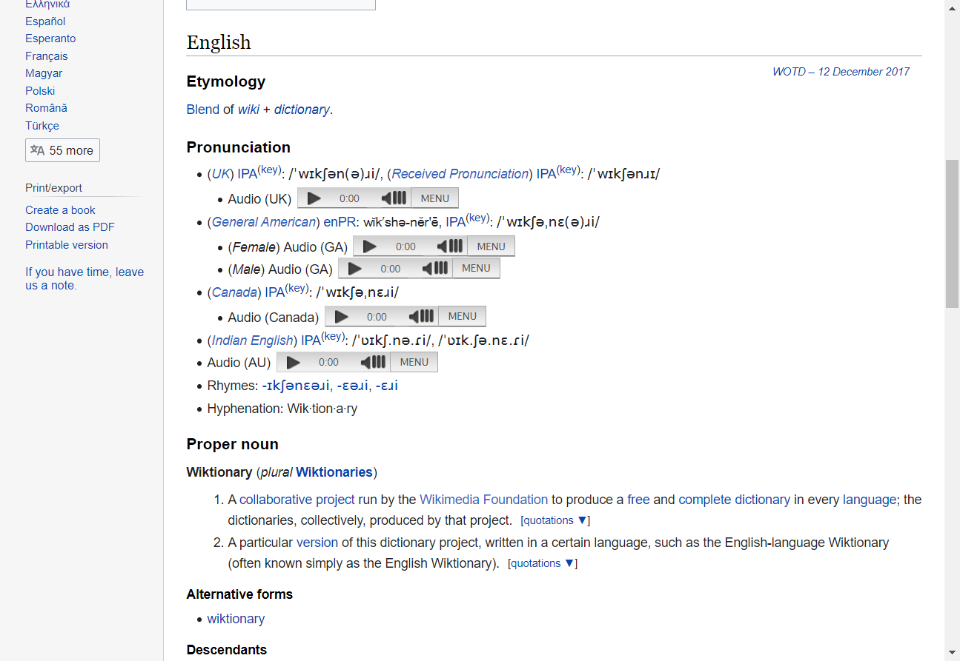 Ελληνικά
Español
Esperanto
Français
Magyar
Polski
Română
Türkçe
55 more
Print/export
Create a book
Download as PDF
Printable version
If you have time, leave
us a note.
English
WOTD – 12 December 2017
Etymology
Blend of wiki + dictionary.
Pronunciation
(UK) IPA(key): /ˈwɪkʃən(ə)ɹi/, (Received Pronunciation) IPA(key): /ˈwɪkʃənɹɪ/
Audio (UK) 0:00 MENU
(General American) enPR: wĭkʹshə-nĕrʹē, IPA(key): /ˈwɪkʃəˌnɛ(ə)ɹi/
(Female) Audio (GA) 0:00 MENU
(Male) Audio (GA) 0:00 MENU
(Canada) IPA(key): /ˈwɪkʃəˌnɛɹi/
Audio (Canada) 0:00 MENU
(Indian English) IPA(key): /ˈʋɪkʃ.nə.ɾi/, /ˈʋɪk.ʃə.nɛ.ɾi/
Audio (AU) 0:00 MENU
Rhymes: -ɪkʃənɛəɹi, -ɛəɹi, -ɛɹi
Hyphenation: Wik‧tion‧a‧ry
Proper noun
Wiktionary (plural Wiktionaries)
1. A collaborative project run by the Wikimedia Foundation to produce a free and complete dictionary in every language; the
dictionaries, collectively, produced by that project. [quotations ▼]
2. A particular version of this dictionary project, written in a certain language, such as the English-language Wiktionary
(often known simply as the English Wiktionary). [quotations ▼]
Alternative forms
wiktionary
Descendants